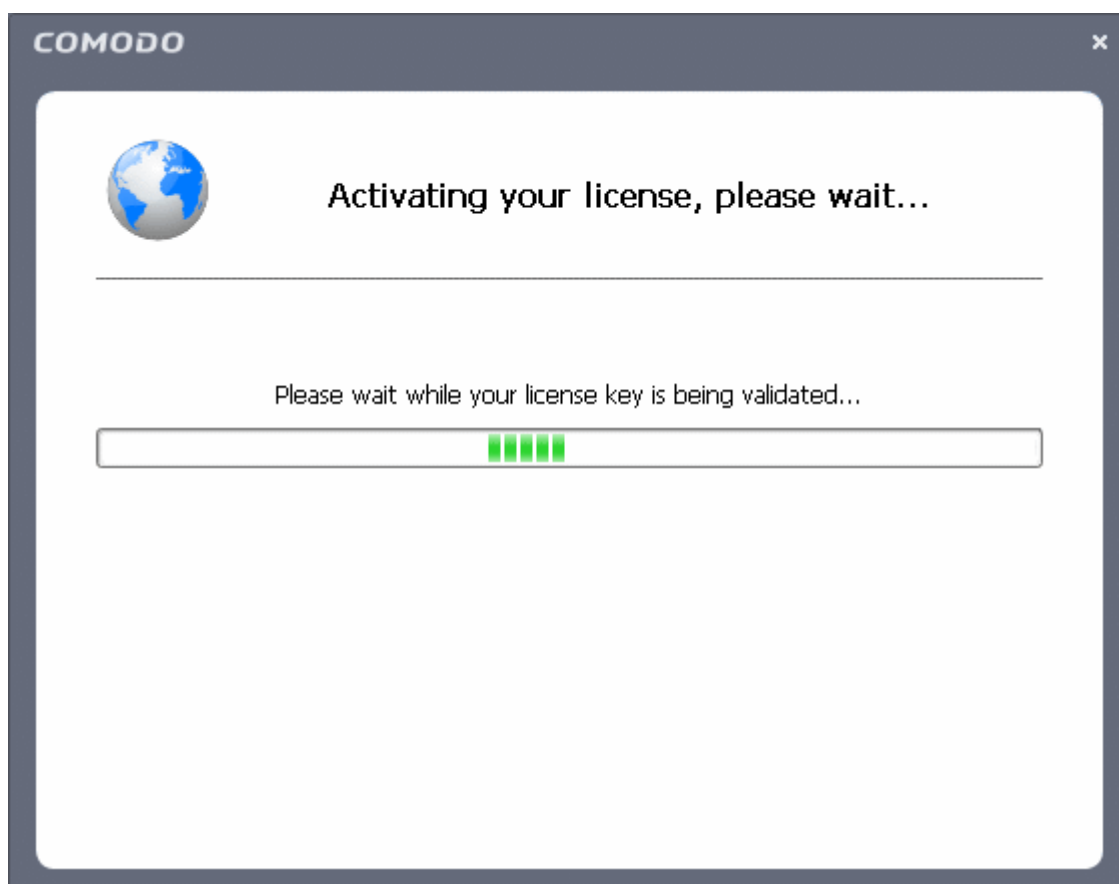 COMODO
Activating your license, please wait...
Please wait while your license key is being validated...